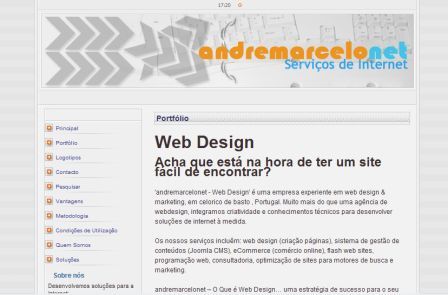 17:20
andremarcelonet
Serviços de Internet
Portfólio
Principal
Portfólio
Logotipos
Contacto
Pesquisar
Vantagens
Metodologia
Condições de Utilização
Quem Somos
Soluções
Sobre nós
Desenvolvemos soluções para a
Web Design
Acha que está na hora de ter um site
fácil de encontrar?
'andremarcelonet - Web Design' é uma empresa experiente em web design &
marketing, em celorico de basto , Portugal. Muito mais do que uma agência de
webdesign, integramos criatividade e conhecimentos técnicos para desenvolver
soluções de internet à medida.
Os nossos serviços incluêm: web design (criação páginas), sistema de gestão de
conteúdos (Joomla CMS), eCommerce (comércio online), flash web sites,
programação web, consultadoria, optimização de sites para motores de busca e
marketing.
andremarcelonet – O Que é Web Design... uma estratégia de sucesso para o seu